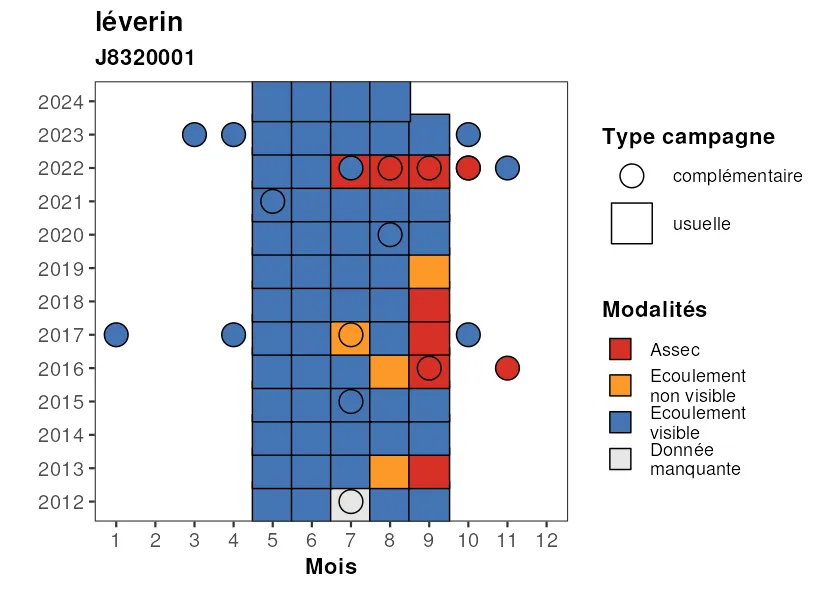 léverin
J8320001
2024
2023
2022
2021
2020
2019
2018
2017
2016
2015
2014
2013
2012
1 2 3 4 5 6 7 8 9 10 11 12
Mois
Type campagne
complémentaire
usuelle
Modalités
Assec
Ecoulement
non visible
Ecoulement
visible
Donnée
manquante